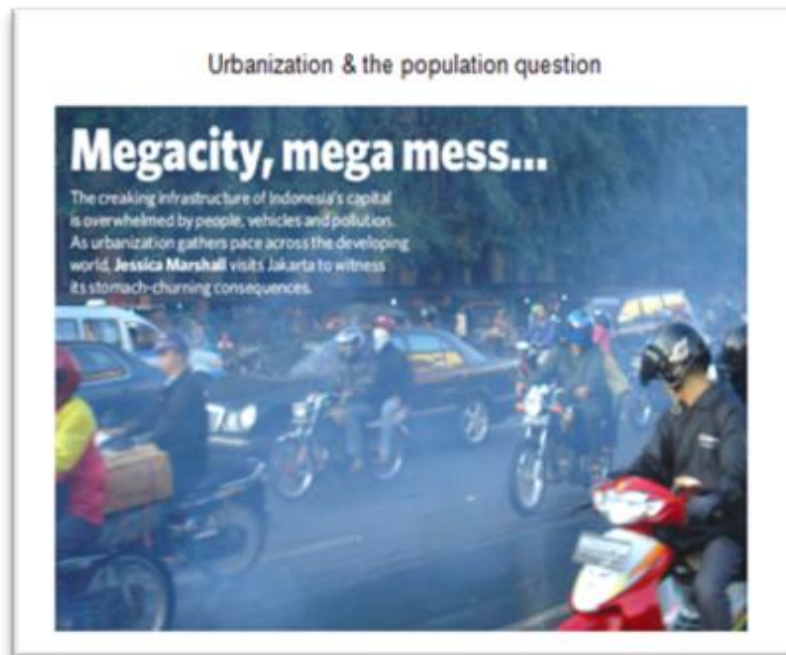 Urbanization & the population question
Megacity, mega mess...
The creaking infrastructure of Indonesia's capital
is overwhelmed by people, vehicles and pollution.
As urbanization gathers pace across the developing
world, Jessica Marshall visits Jakarta to witness
its stomach-churning consequences.